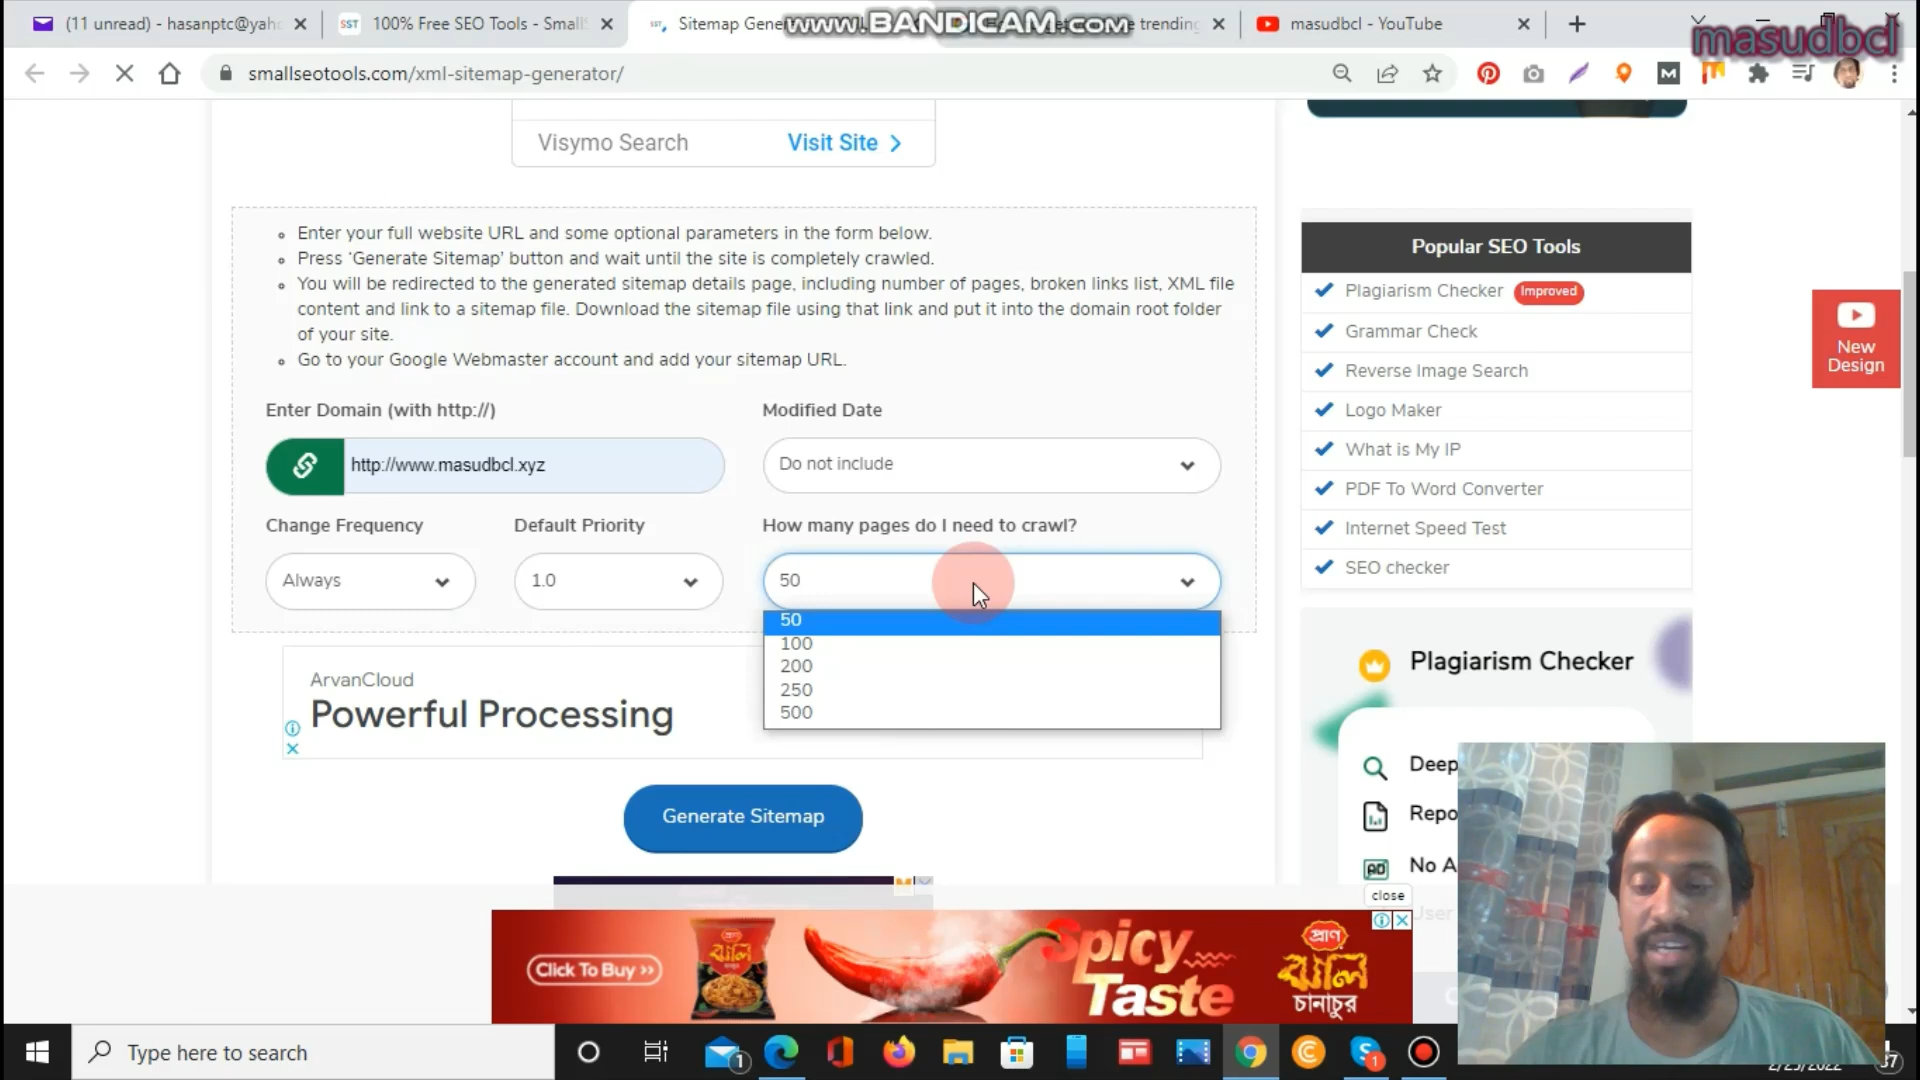 (11 unread) - hasanptc@yaho
100% Free SEO Tools - Small
Sitemap Gene
www.BANDICAM.com
trending
masudbcl - YouTube
masudbcl
smallseotools.com/xml-sitemap-generator/
Visymo Search
Visit Site
Enter your full website URL and some optional parameters in the form below.
Press 'Generate Sitemap' button and wait until the site is completely crawled.
You will be redirected to the generated sitemap details page, including number of pages, broken links list, XML file
content and link to a sitemap file. Download the sitemap file using that link and put it into the domain root folder
of your site.
Go to your Google Webmaster account and add your sitemap URL.
Enter Domain (with http://)
Modified Date
http://www.masudbcl.xyz
Do not include
Change Frequency
Default Priority
How many pages do I need to crawl?
Always
1.0
50
50
100
200
250
500
ArvanCloud
Powerful Processing
Generate Sitemap
Popular SEO Tools
Plagiarism Checker Improved
Grammar Check
Reverse Image Search
Logo Maker
What is My IP
PDF To Word Converter
Internet Speed Test
SEO checker
New
Design
Plagiarism Checker
Deep
Repo
No A
User
close
Click To Buy >>
ঝালি
Spicy
Taste
প্রাণ
ঝালি
চানাচুর
Type here to search
1
1
2/25/2022
37